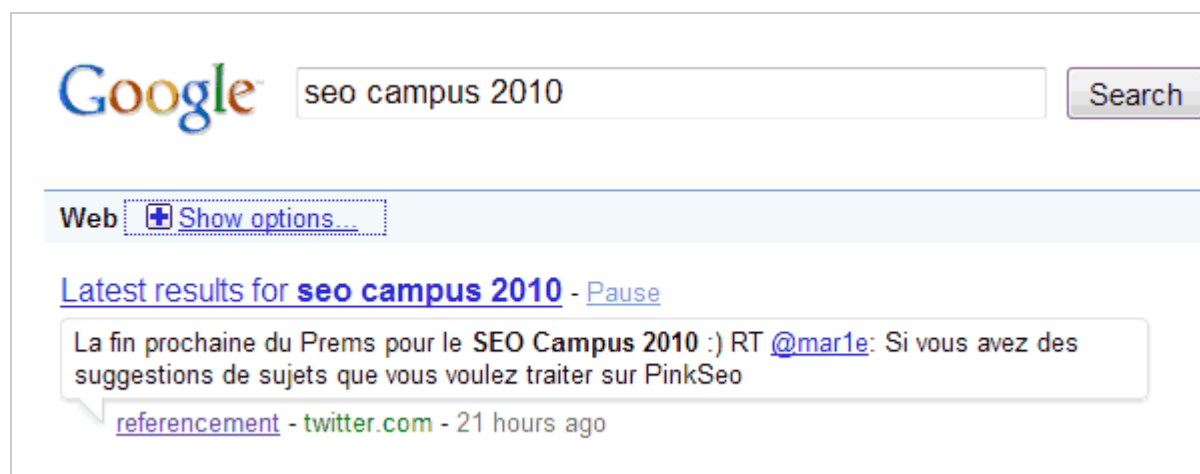 Google™ seo campus 2010 Search
Web Show options...
Latest results for seo campus 2010 - Pause
La fin prochaine du Prems pour le SEO Campus 2010 :) RT @mar1e: Si vous avez des
suggestions de sujets que vous voulez traiter sur PinkSeo
referencement - twitter.com - 21 hours ago